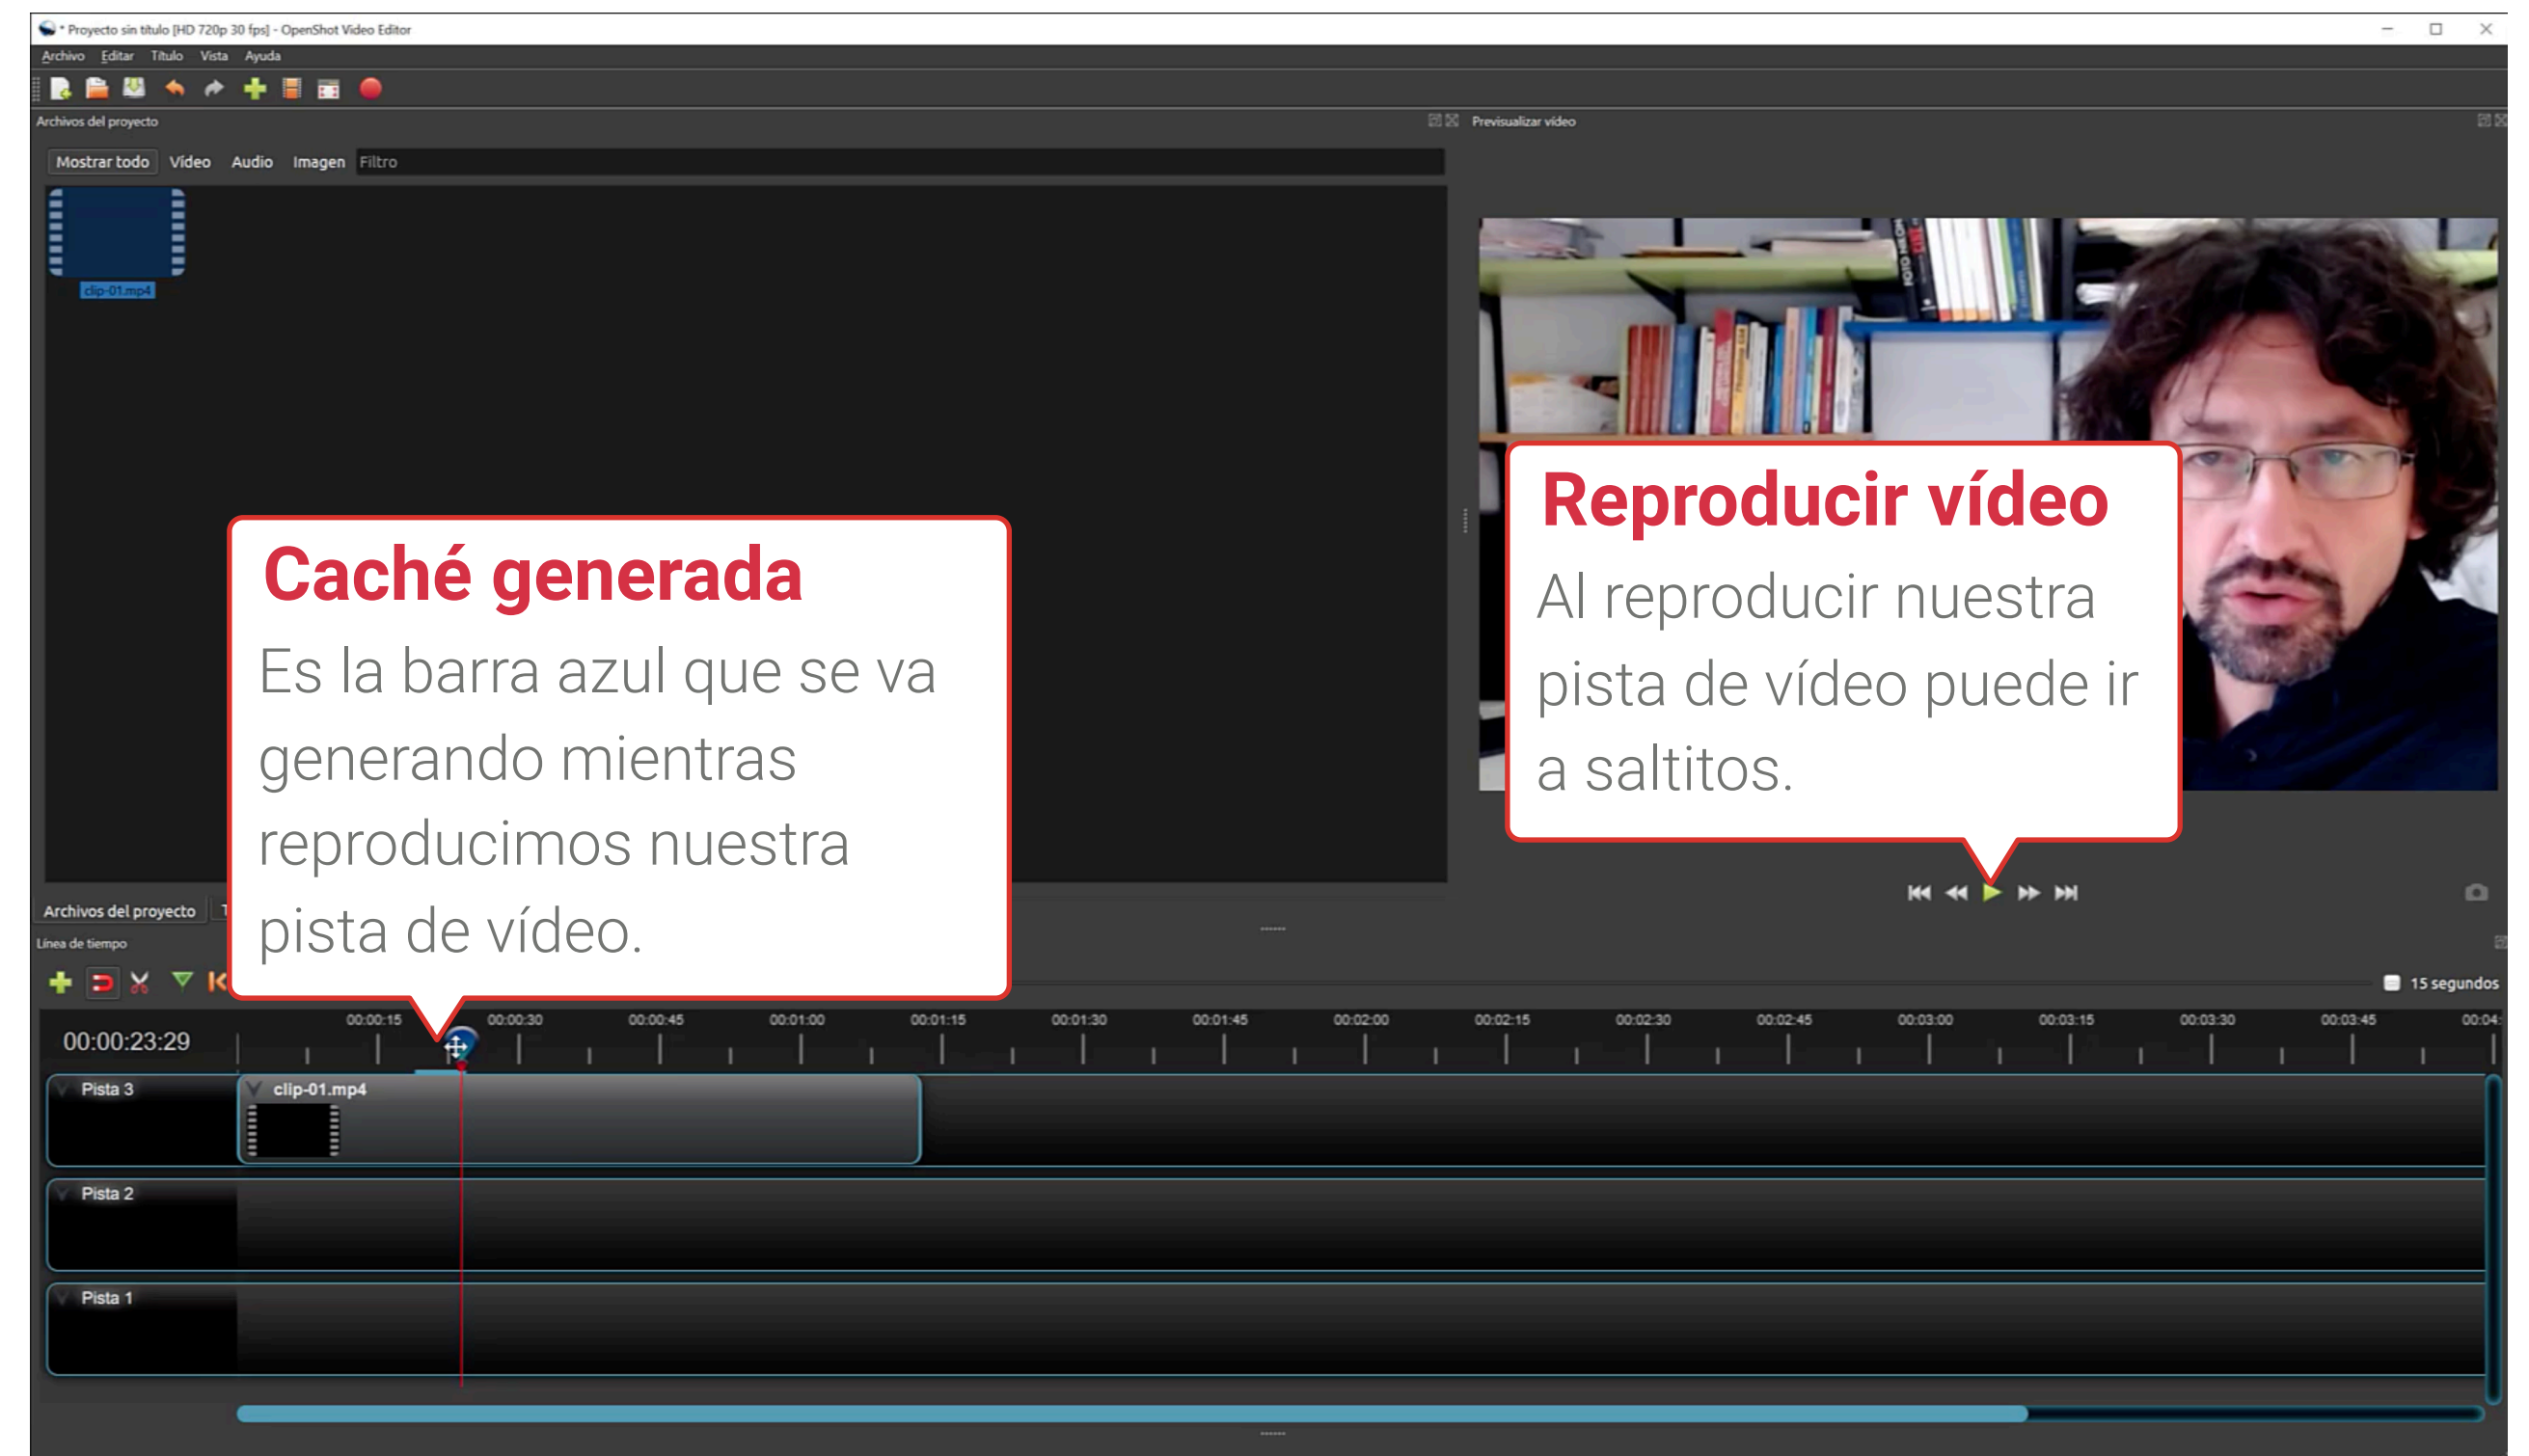 * Proyecto sin título [HD 720p 30 fps] - OpenShot Video Editor
Archivo Editar Título Vista Ayuda
Archivos del proyecto
Previsualizar vídeo
Mostrar todo Vídeo Audio Imagen Filtro
clip-01.mp4
FOTO
Caché generada
Es la barra azul que se va
generando mientras
reproducimos nuestra
pista de vídeo.
Reproducir vídeo
Al reproducir nuestra
pista de vídeo puede ir
a saltitos.
Archivos del proyecto
Línea de tiempo
15 segundos
00:00:23:29
00:00:15 00:00:30 00:00:45 00:01:00 00:01:15 00:01:30 00:01:45 00:02:00 00:02:15 00:02:30 00:02:45 00:03:00 00:03:15 00:03:30 00:03:45 00:04:
Pista 3
clip-01.mp4
Pista 2
Pista 1